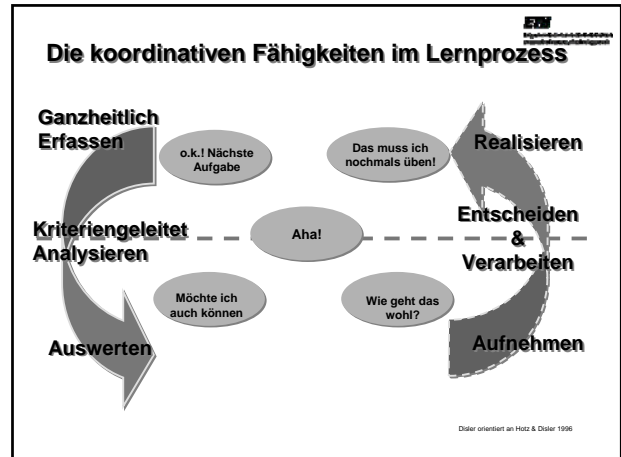 ETH
Die koordinativen Fähigkeiten im Lernprozess
Ganzheitlich
Erfassen
o.k.! Nächste
Aufgabe
Das muss ich
nochmals üben!
Realisieren
Kriteriengeleitet
Analysieren
Aha!
Entscheiden
&
Verarbeiten
Möchte ich
auch können
Wie geht das
wohl?
Auswerten
Aufnehmen
Disler orientiert an Hotz & Disler 1996